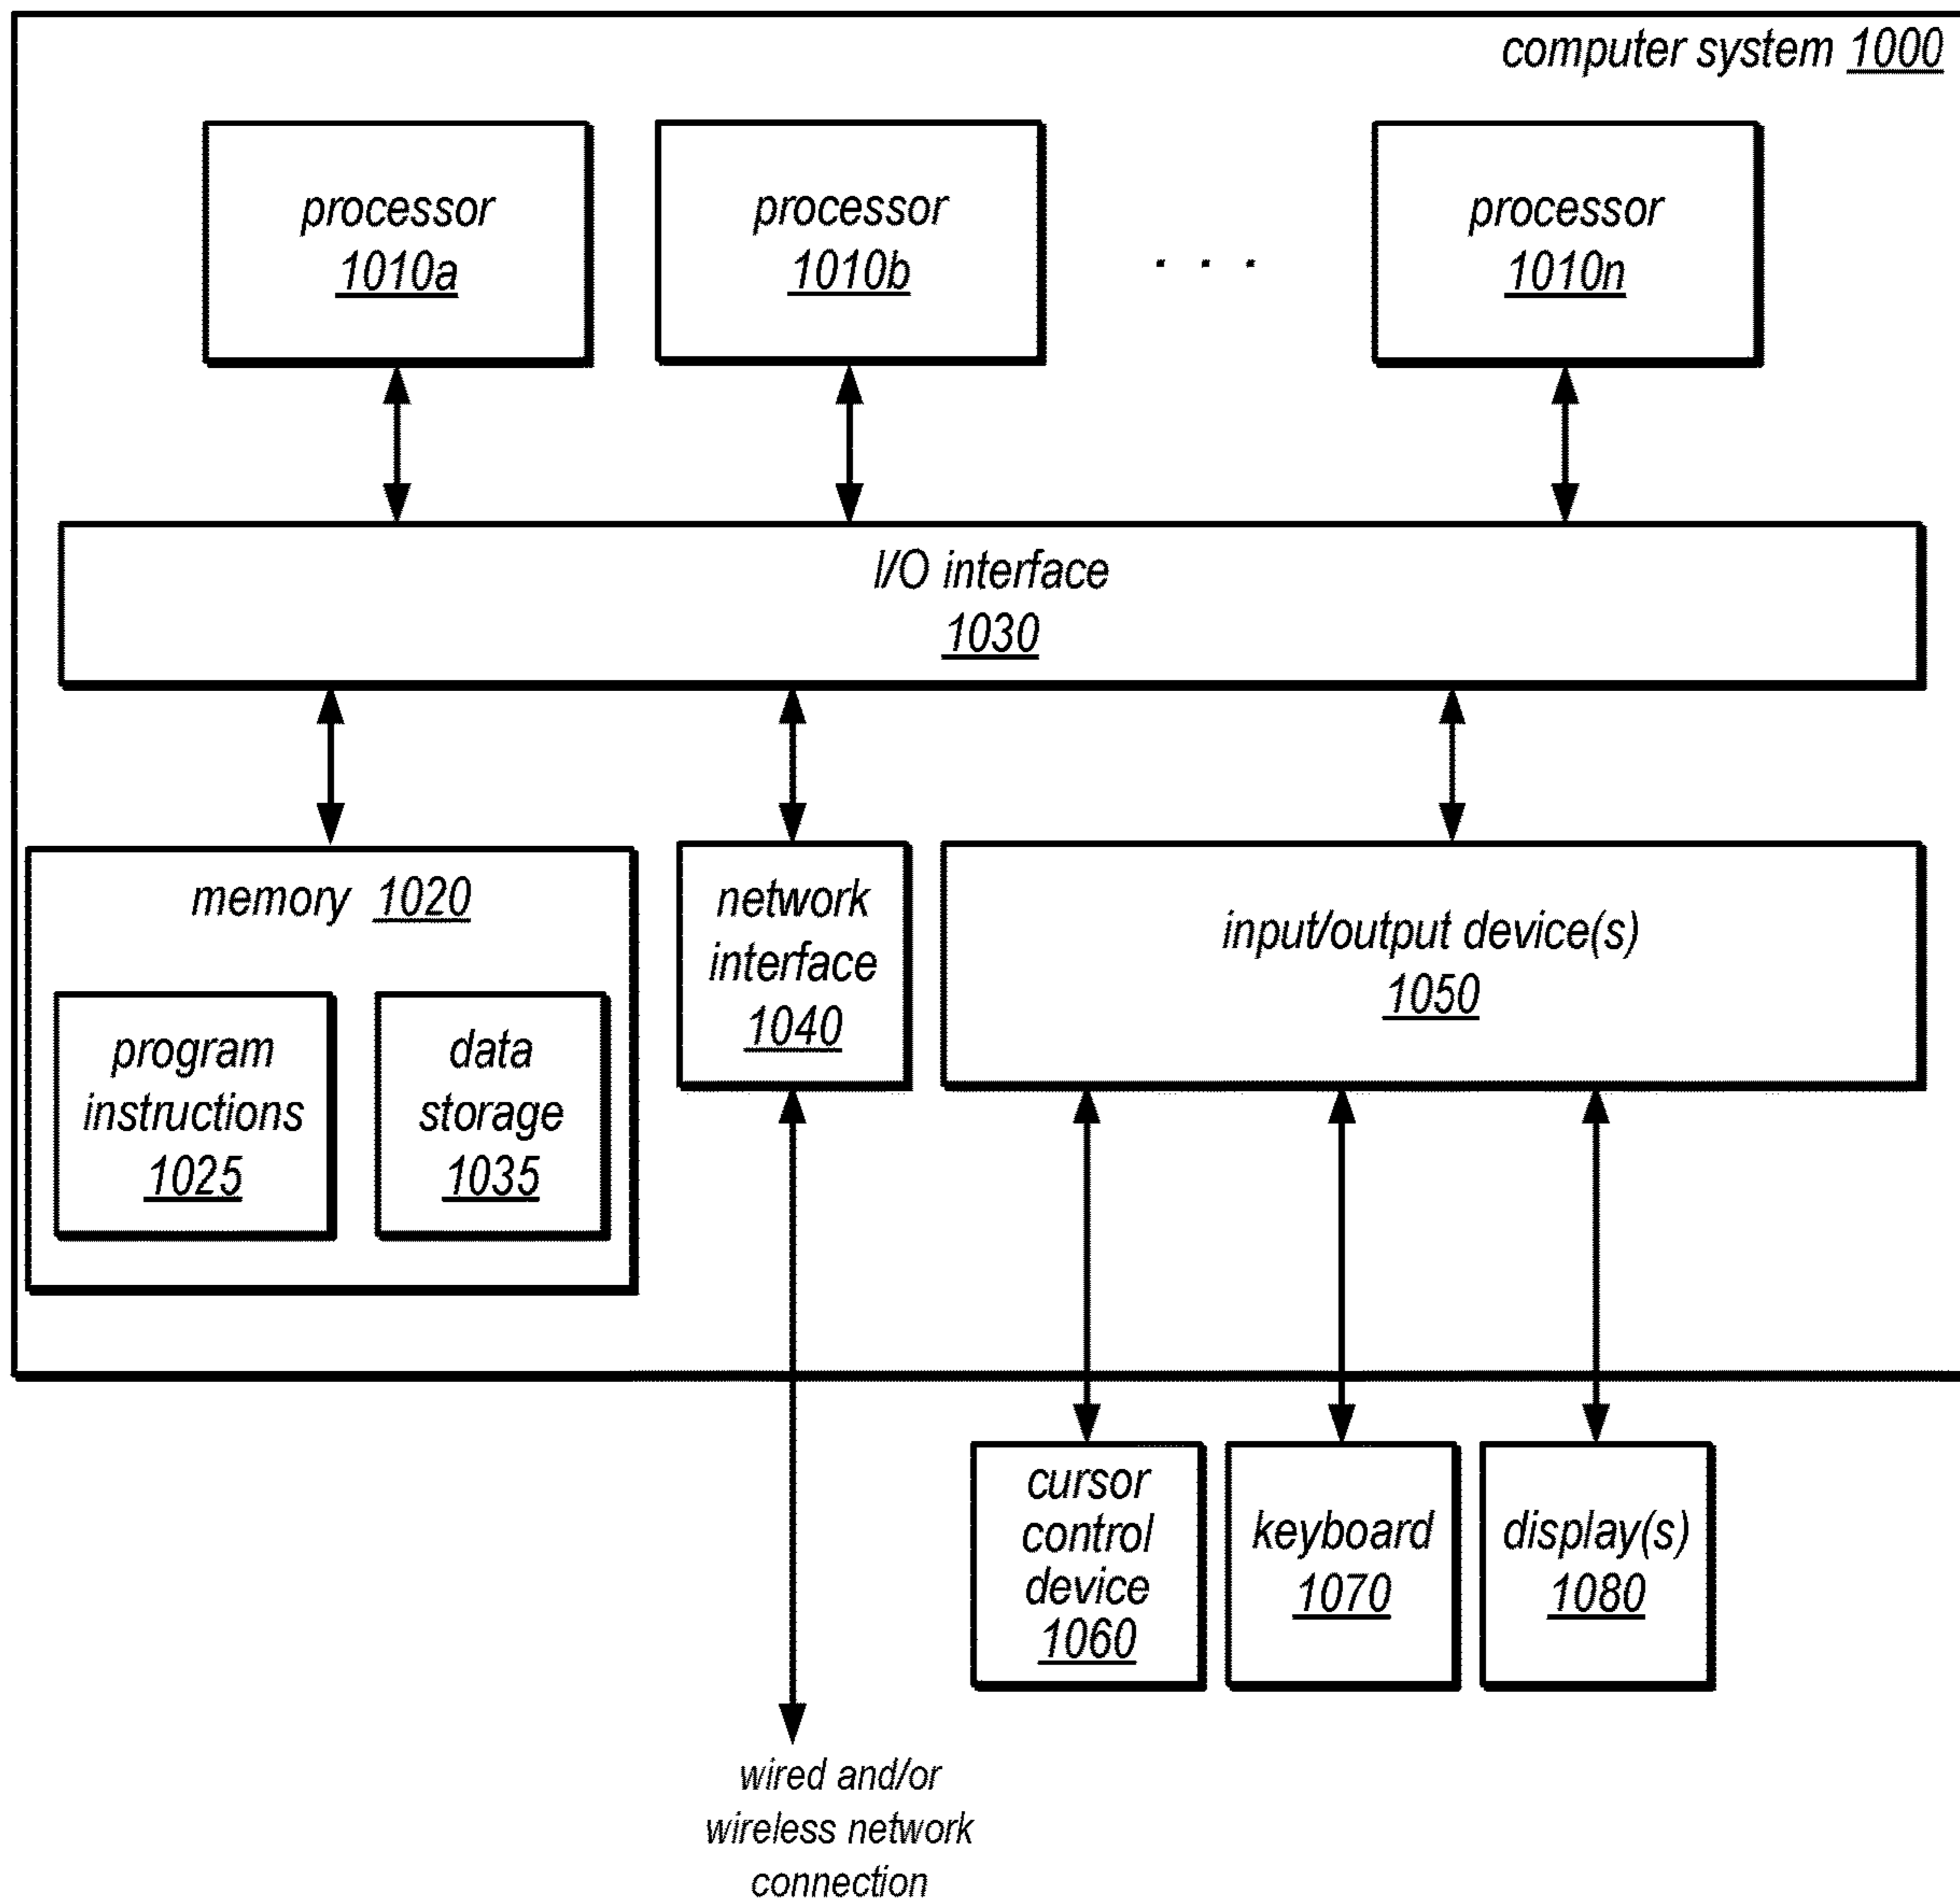 computer system 1000
processor
1010a
processor
1010b
. . .
processor
1010n
I/O interface
1030
memory 1020
program
instructions
1025
data
storage
1035
network
interface
1040
input/output device(s)
1050
cursor
control
device
1060
keyboard
1070
display(s)
1080
wired and/or
wireless network
connection